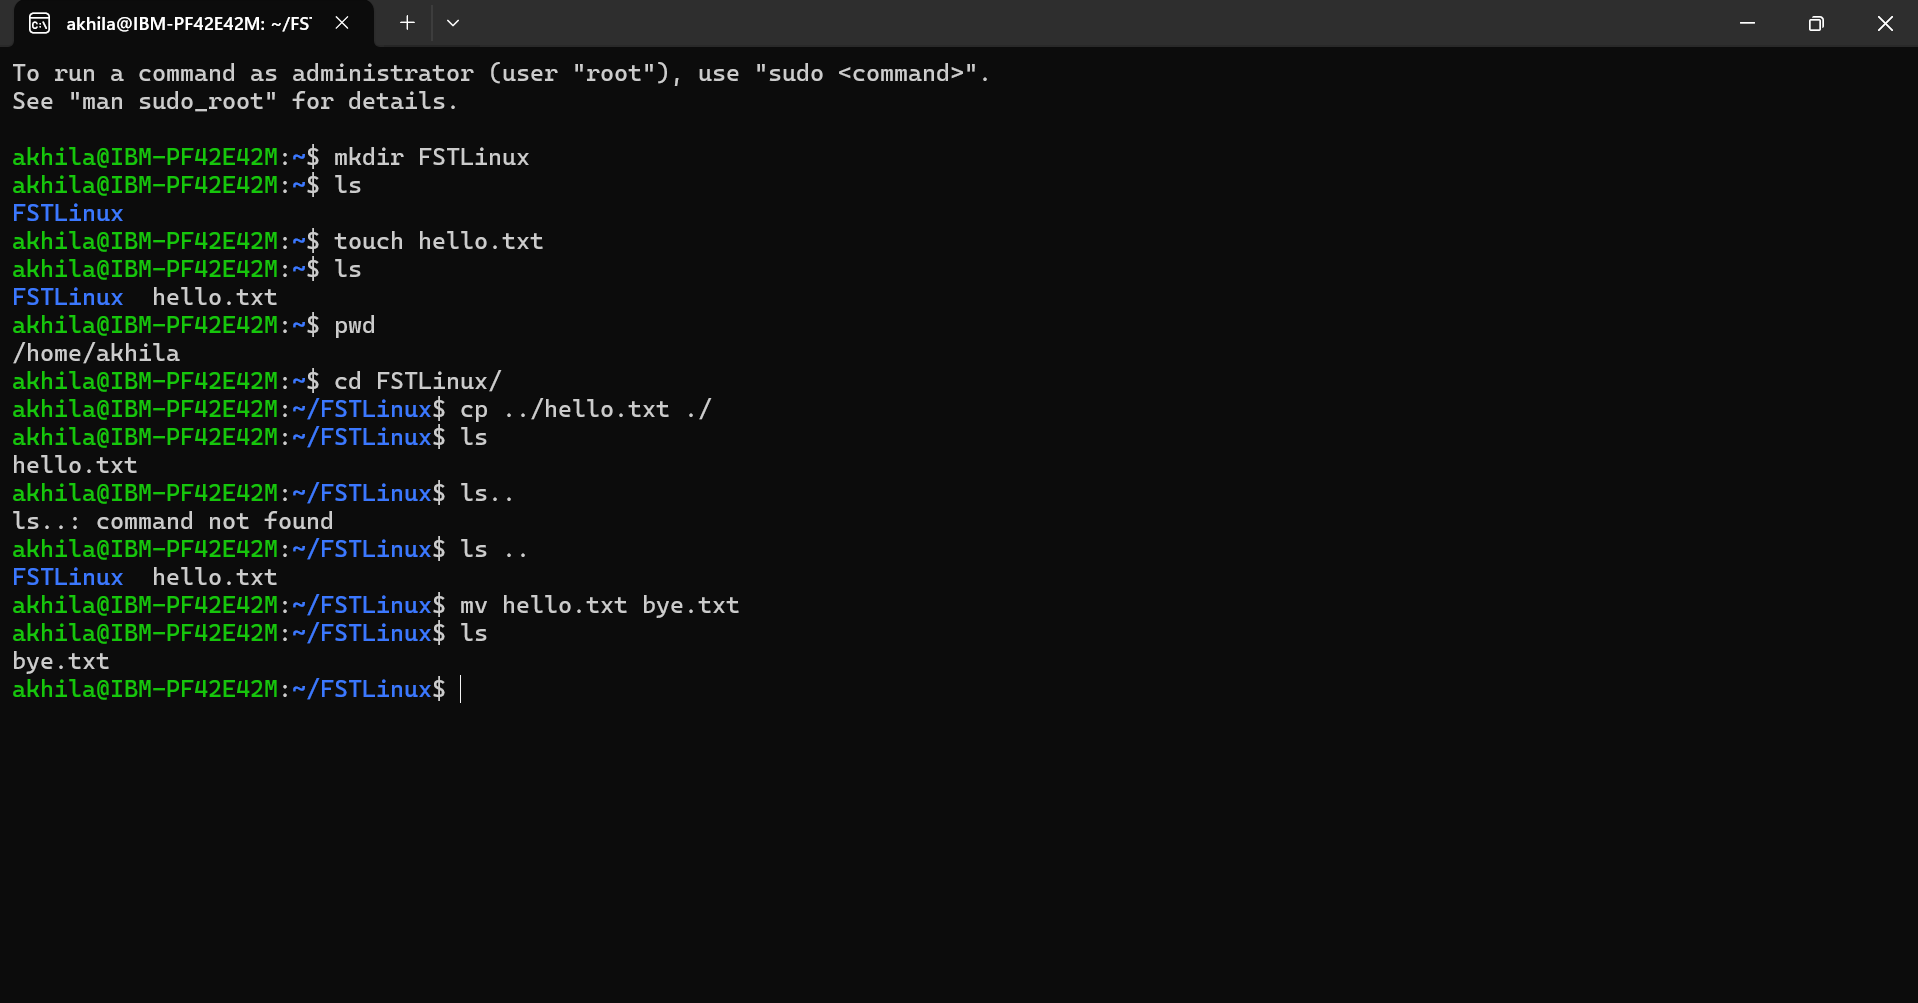 akhila@IBM-PF42E42M: ~/FS
To run a command as administrator (user "root"), use "sudo <command>".
See "man sudo_root" for details.
akhila@IBM-PF42E42M:~$ mkdir FSTLinux
akhila@IBM-PF42E42M:~$ ls
FSTLinux
akhila@IBM-PF42E42M:~$ touch hello.txt
akhila@IBM-PF42E42M:~$ ls
FSTLinux  hello.txt
akhila@IBM-PF42E42M:~$ pwd
/home/akhila
akhila@IBM-PF42E42M:~$ cd FSTLinux/
akhila@IBM-PF42E42M:~/FSTLinux$ cp ../hello.txt ./
akhila@IBM-PF42E42M:~/FSTLinux$ ls
hello.txt
akhila@IBM-PF42E42M:~/FSTLinux$ ls..
ls..: command not found
akhila@IBM-PF42E42M:~/FSTLinux$ ls ..
FSTLinux  hello.txt
akhila@IBM-PF42E42M:~/FSTLinux$ mv hello.txt bye.txt
akhila@IBM-PF42E42M:~/FSTLinux$ ls
bye.txt
akhila@IBM-PF42E42M:~/FSTLinux$